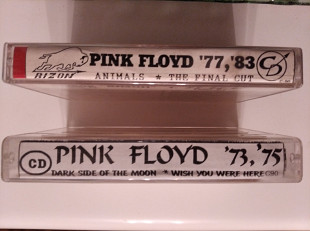 PINK FLOYD '77,'83
BIZON
ANIMALS * THE FINAL CUT
CD
CD
PINK FLOYD '73,'75
DARK SIDE OF THE MOON * WISH YOU WERE HERE C90